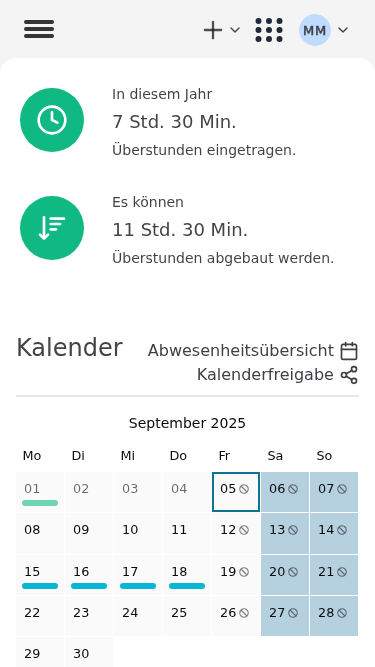 MM
In diesem Jahr
7 Std. 30 Min.
Überstunden eingetragen.
Es können
11 Std. 30 Min.
Überstunden abgebaut werden.
Kalender
Abwesenheitsübersicht
Kalenderfreigabe
September 2025
Mo Di Mi Do Fr Sa So
01 02 03 04 05 06 07
08 09 10 11 12 13 14
15 16 17 18 19 20 21
22 23 24 25 26 27 28
29 30